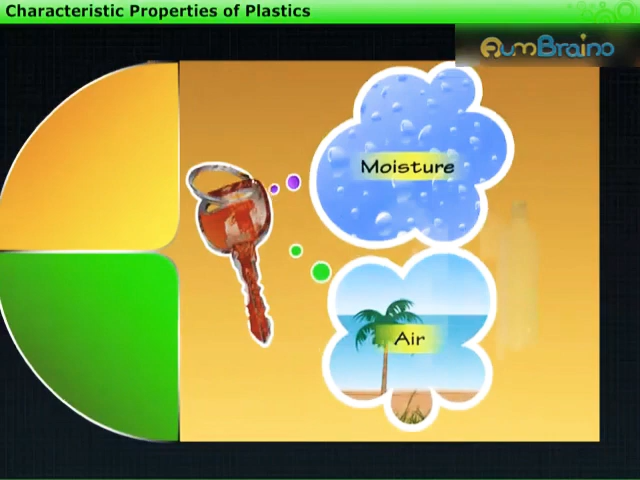 Characteristic Properties of Plastics
AumBraino
Moisture
Air